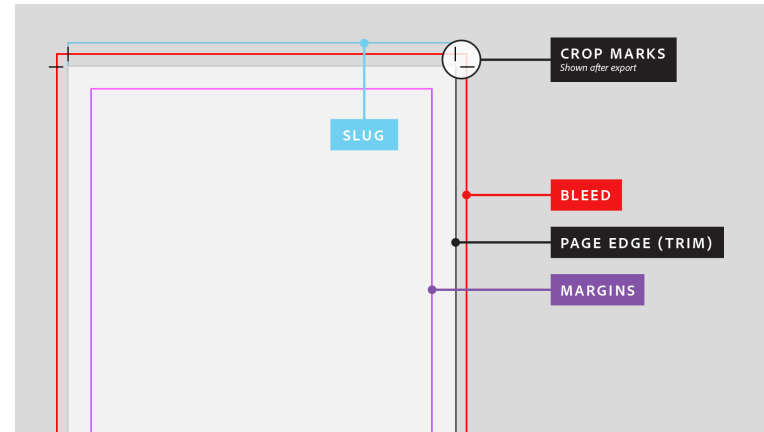 CROP MARKS
Shown after export
SLUG
BLEED
PAGE EDGE (TRIM)
MARGINS